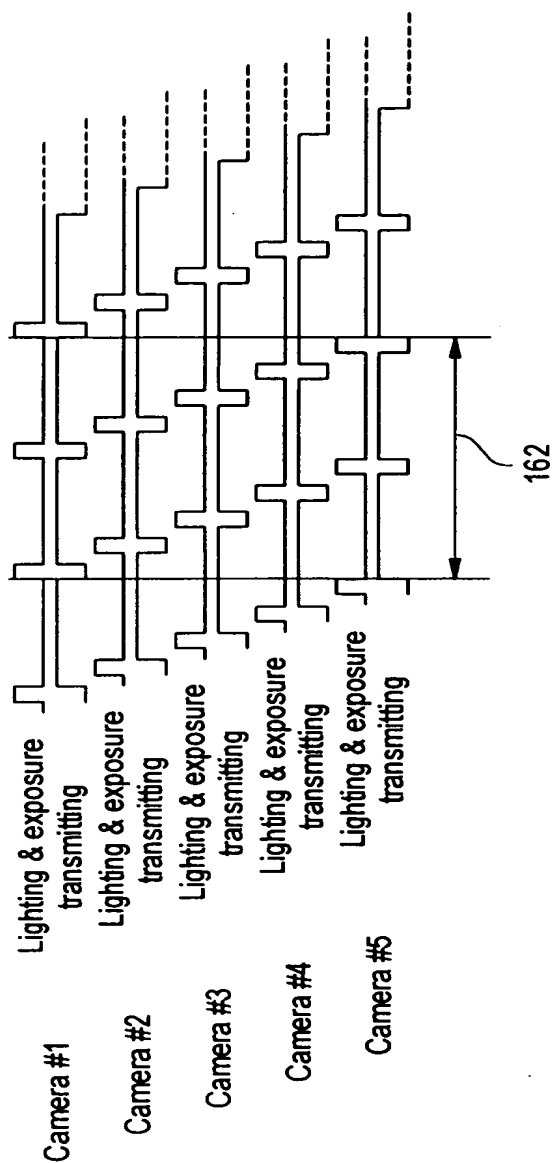 Camera #1
Lighting & exposure
transmitting
Camera #2
Lighting & exposure
transmitting
Camera #3
Lighting & exposure
transmitting
Camera #4
Lighting & exposure
transmitting
Camera #5
Lighting & exposure
transmitting
162